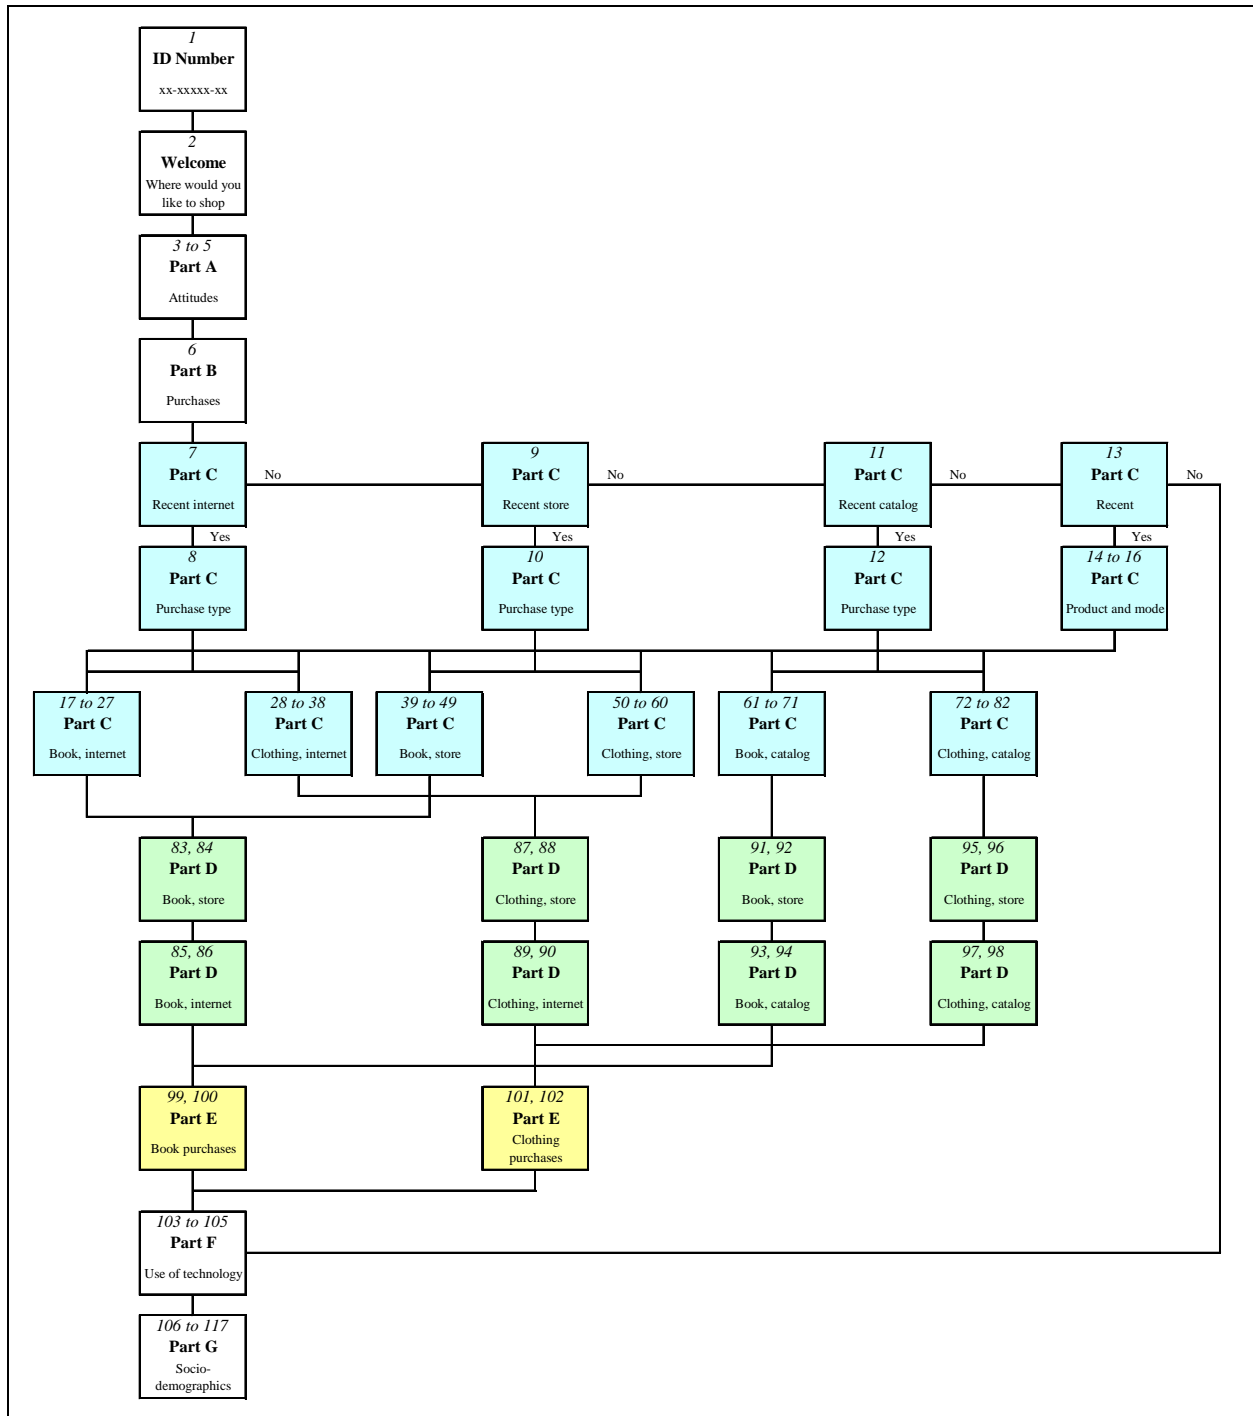 1
ID Number
xx-xxxxx-xx
2
Welcome
Where would you
like to shop
3 to 5
Part A
Attitudes
6
Part B
Purchases
7
Part C
Recent internet
No
9
Part C
Recent store
No
11
Part C
Recent catalog
No
13
Part C
Recent
No
Yes
Yes
Yes
Yes
8
Part C
Purchase type
10
Part C
Purchase type
12
Part C
Purchase type
14 to 16
Part C
Product and mode
17 to 27
Part C
Book, internet
28 to 38
Part C
Clothing, internet
39 to 49
Part C
Book, store
50 to 60
Part C
Clothing, store
61 to 71
Part C
Book, catalog
72 to 82
Part C
Clothing, catalog
83, 84
Part D
Book, store
87, 88
Part D
Clothing, store
91, 92
Part D
Book, store
95, 96
Part D
Clothing, store
85, 86
Part D
Book, internet
89, 90
Part D
Clothing, internet
93, 94
Part D
Book, catalog
97, 98
Part D
Clothing, catalog
99, 100
Part E
Book purchases
101, 102
Part E
Clothing
purchases
103 to 105
Part F
Use of technology
106 to 117
Part G
Socio-
demographics